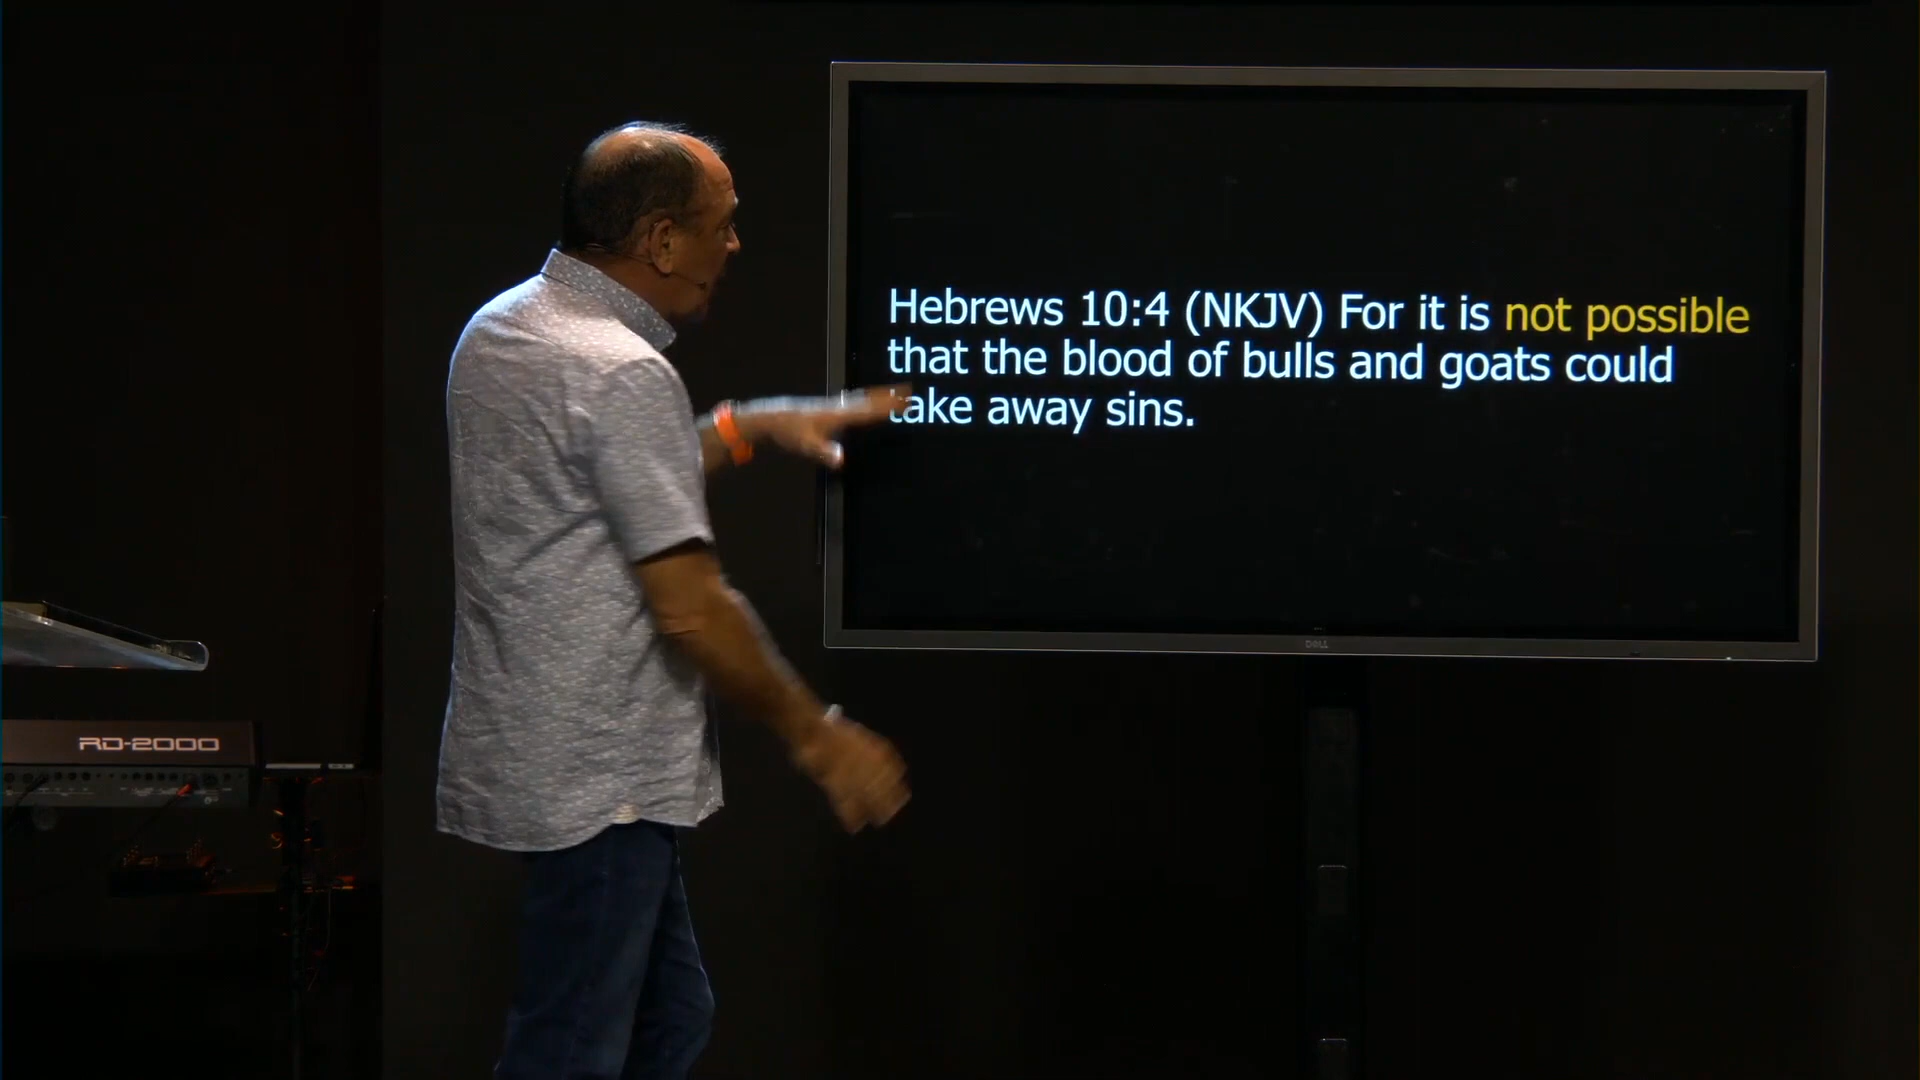 Hebrews 10:4 (NKJV) For it is not possible
that the blood of bulls and goats could
take away sins.
DELL
RD-2000